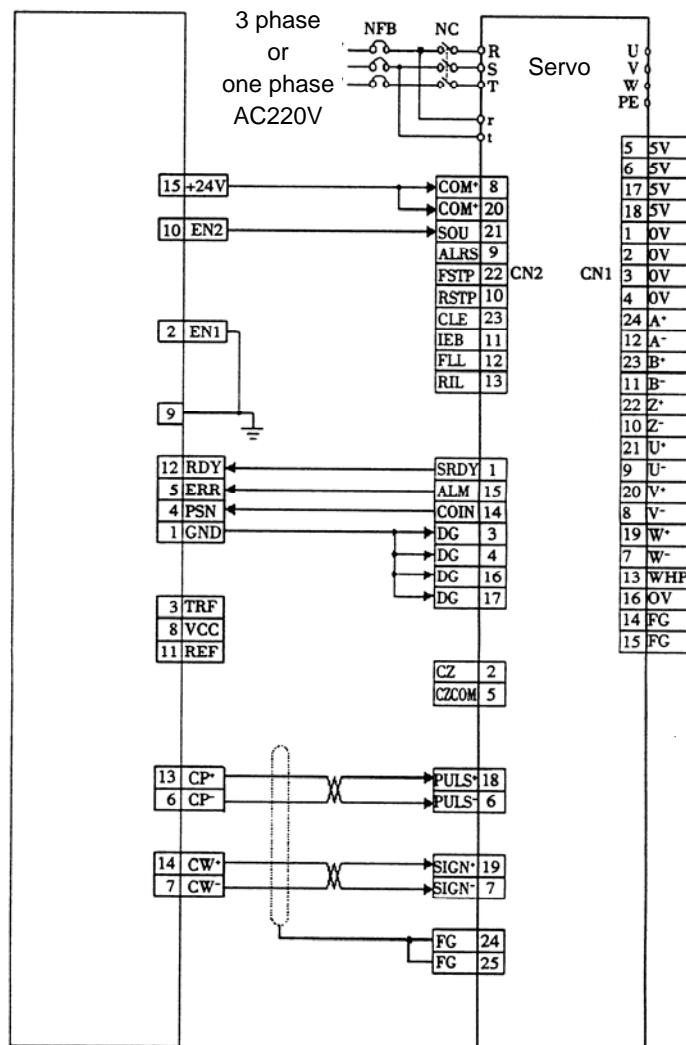 3 phase
or
one phase
AC220V
NFB NC
R
S
T
r
t
Servo
U
V
W
PE
15 +24V
10 EN2
2 EN1
9
12 RDY
5 ERR
4 PSN
1 GND
3 TRF
8 VCC
11 REF
13 CP+
6 CP-
14 CW+
7 CW-
COM+ 8
COM+ 20
SOU 21
ALRS 9
FSTP 22
RSTP 10
CLE 23
IEB 11
FLL 12
RIL 13
CN2
SRDY 1
ALM 15
COIN 14
DG 3
DG 4
DG 16
DG 17
CZ 2
CZCOM 5
PULS+ 18
PULS- 6
SIGN+ 19
SIGN- 7
FG 24
FG 25
CN1
5 5V
6 5V
17 5V
18 5V
1 0V
2 0V
3 0V
4 0V
24 A+
12 A-
23 B+
11 B-
22 Z+
10 Z-
21 U+
9 U-
20 V+
8 V-
19 W+
7 W-
13 WHP
16 OV
14 FG
15 FG